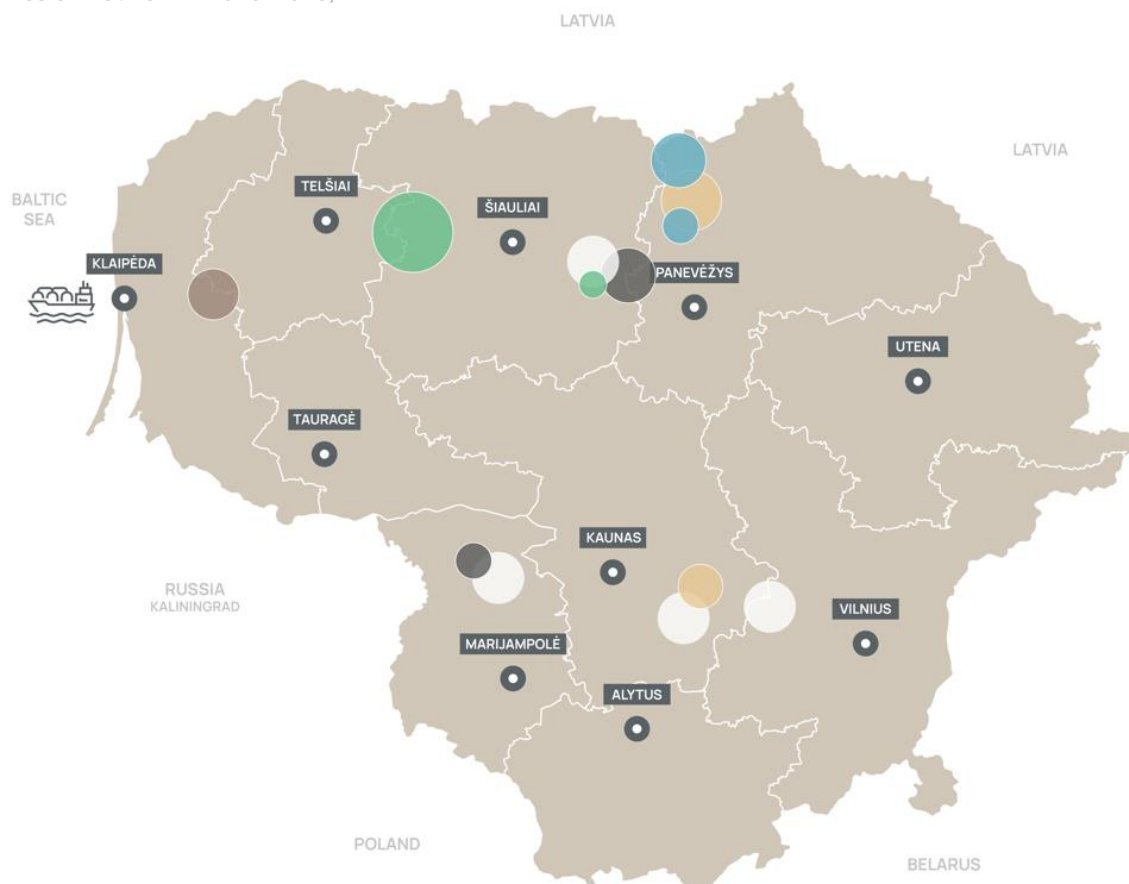 LATVIA
LATVIA
TELŠIAI
BALTIC
SEA
ŠIAULIAI
KLAIPĖDA
PANEVĖŽYS
UTENA
TAURAGĖ
KAUNAS
RUSSIA
KALININGRAD
VILNIUS
MARIJAMPOLĖ
ALYTUS
POLAND
BELARUS